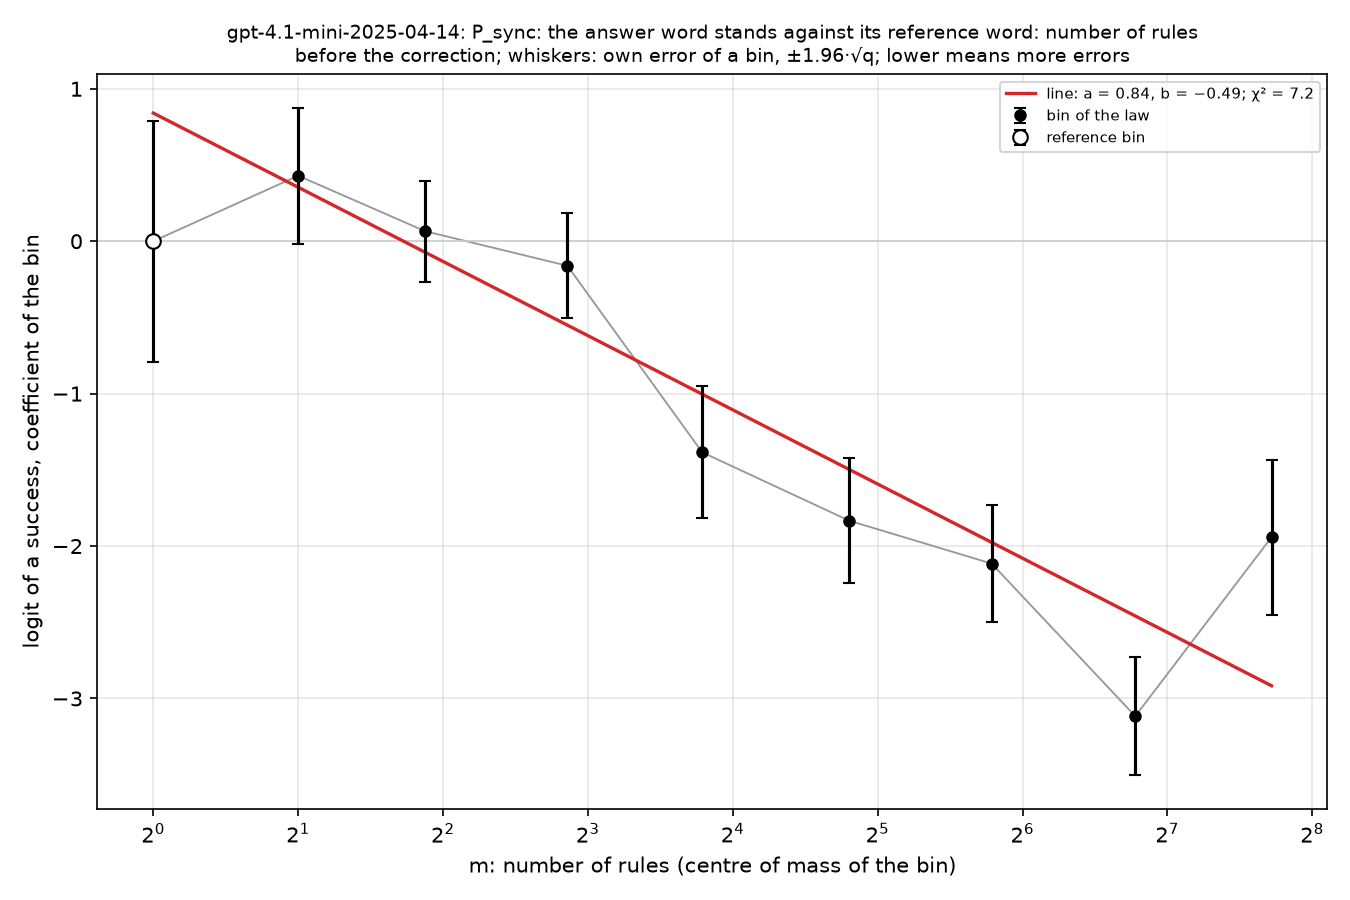 gpt-4.1-mini-2025-04-14: P_sync: the answer word stands against its reference word: number of rules
before the correction; whiskers: own error of a bin, ±1.96·√q; lower means more errors
line: a = 0.84, b = −0.49; χ² = 7.2
bin of the law
reference bin
logit of a success, coefficient of the bin
1
0
−1
−2
−3
2⁰ 2¹ 2² 2³ 2⁴ 2⁵ 2⁶ 2⁷ 2⁸
m: number of rules (centre of mass of the bin)